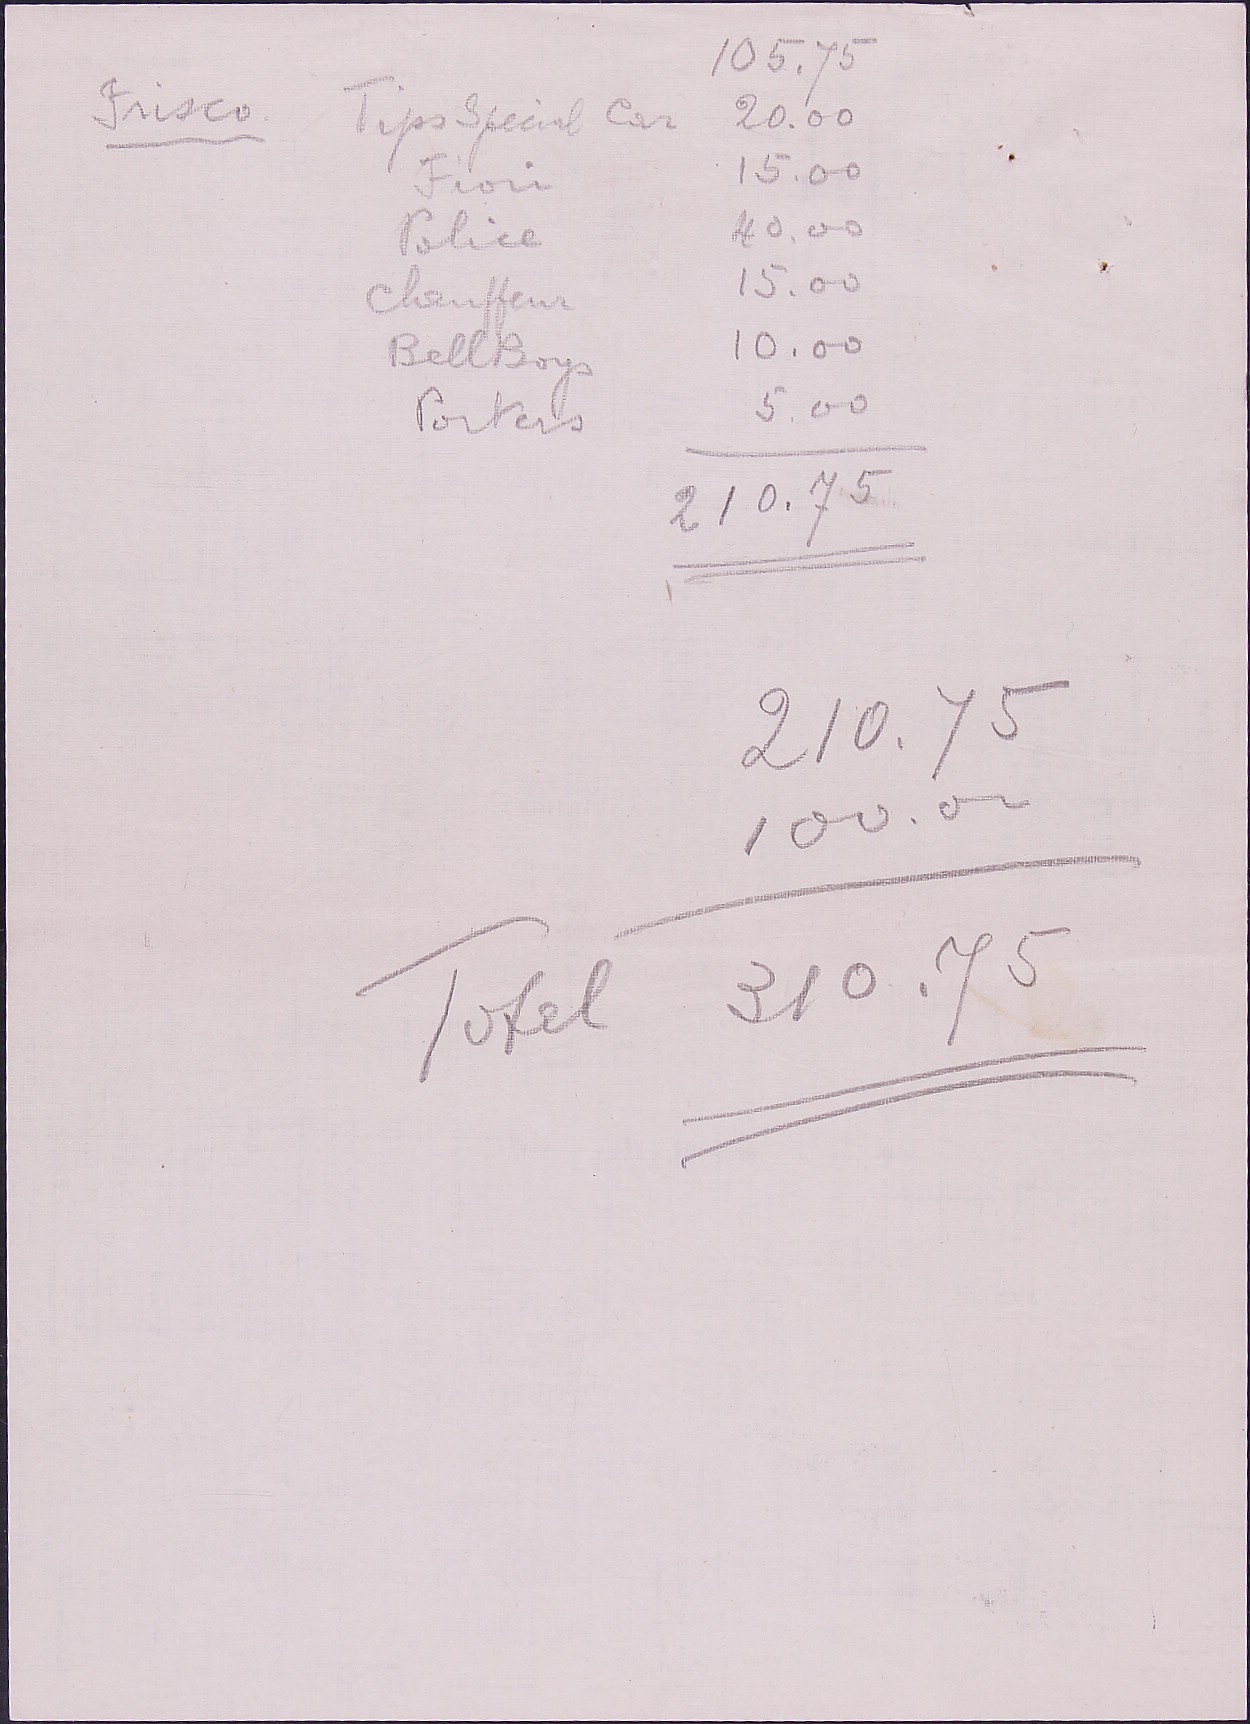 105.75
Frisco. Tips Special Car 20.00
Fiori 15.00
Police 40.00
Chauffeur 15.00
Bell Boys 10.00
Porters 5.00
210.75
210.75
100.00
Total 310.75